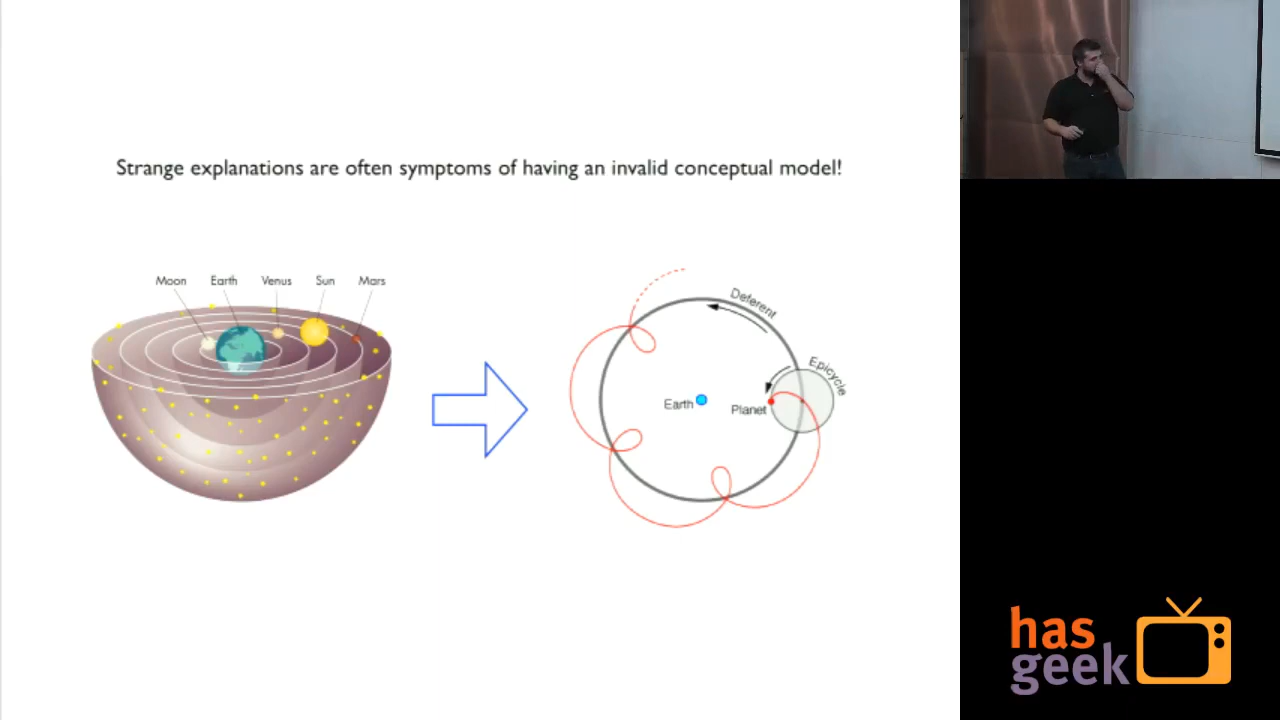 Strange explanations are often symptoms of having an invalid conceptual model!
Moon Earth Venus Sun Mars
Deferent
Epicycle
Earth
Planet
has
geek